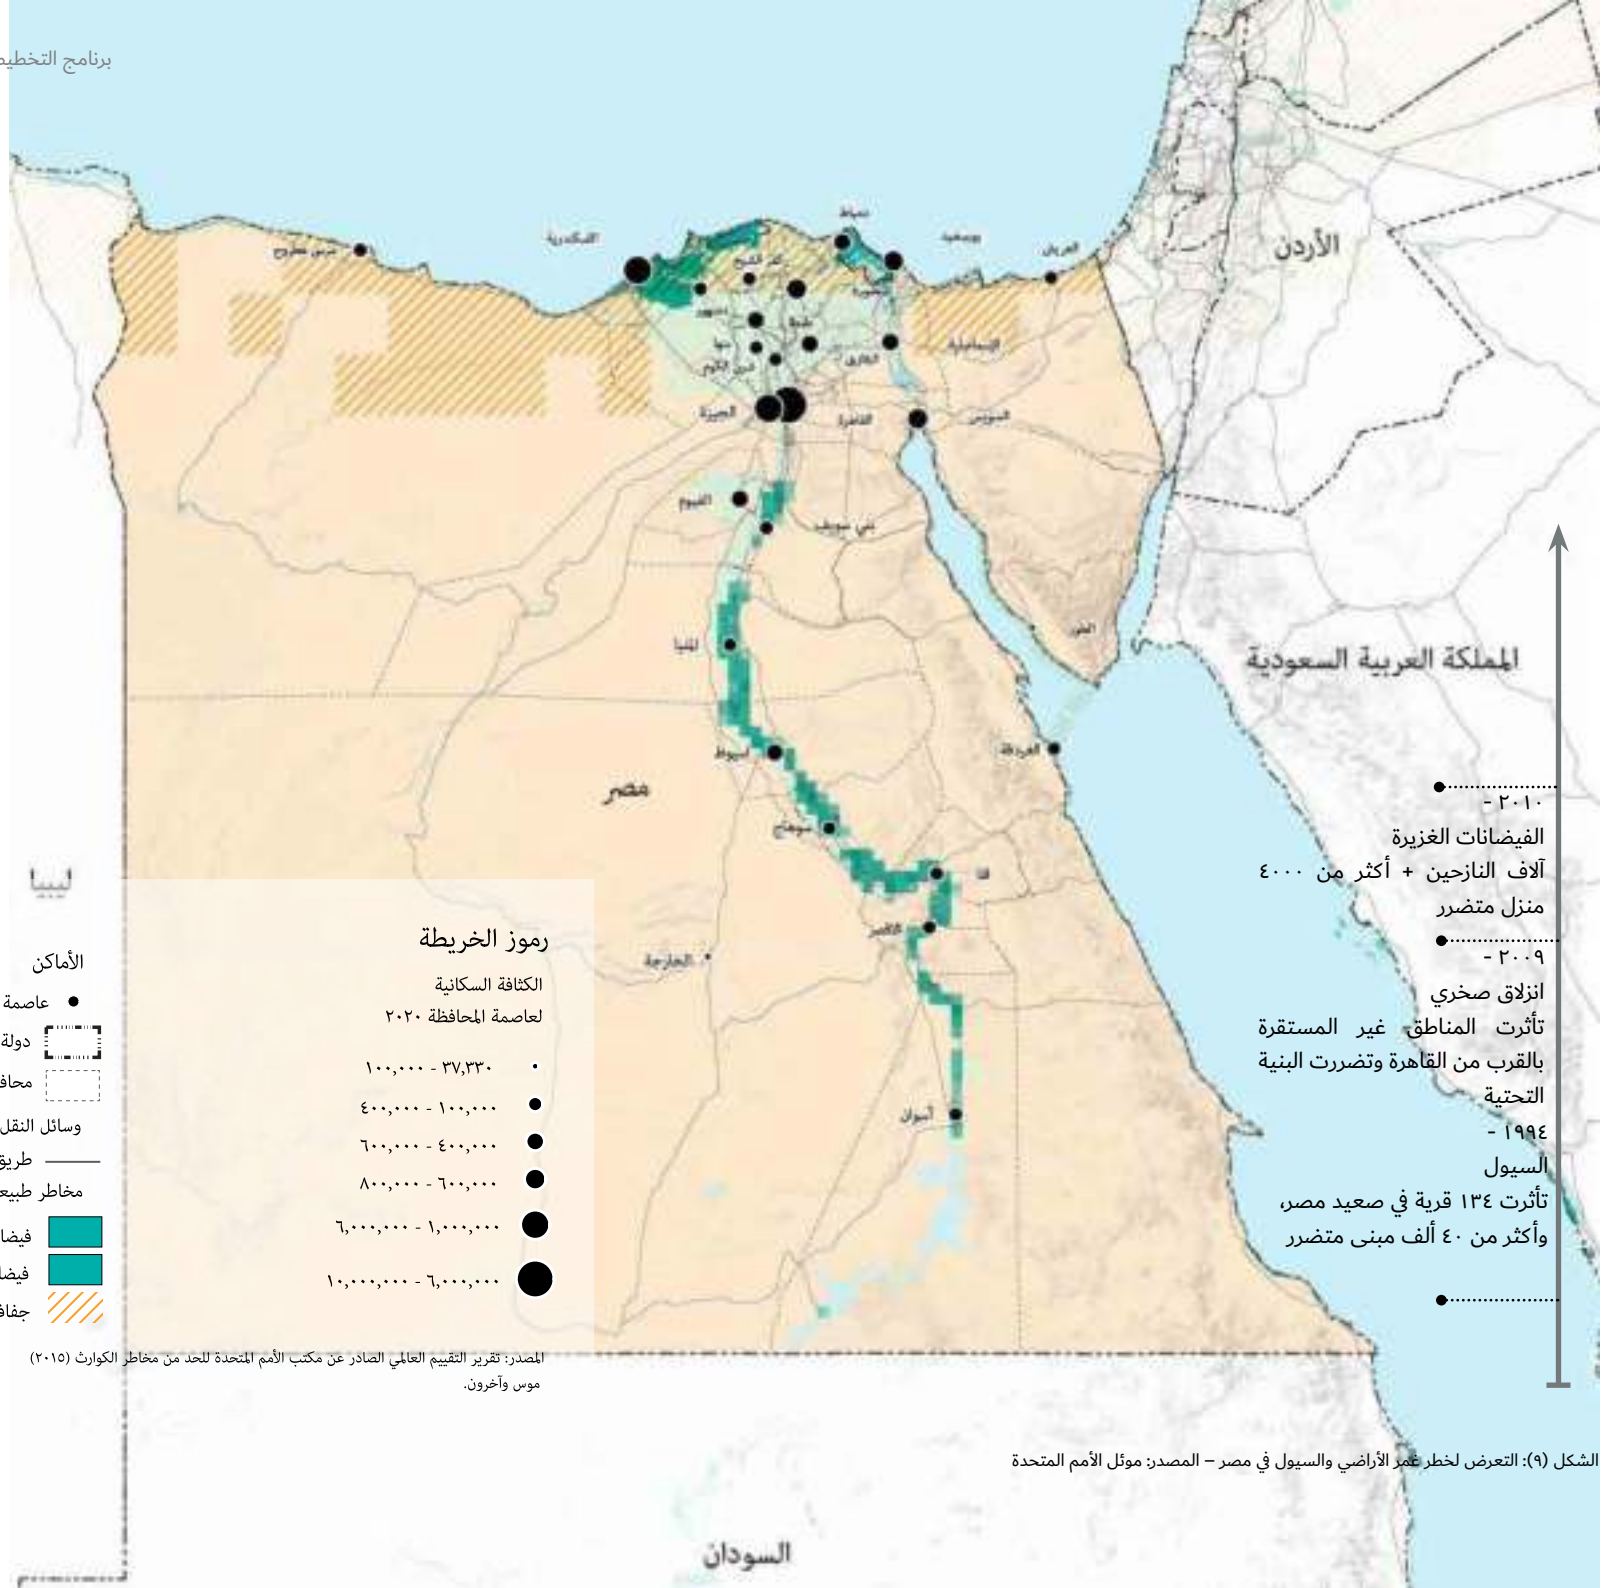 برنامج
الأردن
مرسى مطروح
الإسكندرية
دمياط
بورسعيد
العريش
كفر الشيخ
دمنهور
طنطا
الإسماعيلية
الجيزة
القاهرة
السويس
الفيوم
بني سويف
الطور
المنيا
المملكة العربية السعودية
أسيوط
الغردقة
مصر
سوهاج
قنا
ليبيا
الأقصر
الخارجة
أسوان
السودان
٢٠١٠ -
الفيضانات الغزيرة
آلاف النازحين + أكثر من ٤٠٠٠
منزل متضرر
٢٠٠٩ -
انزلاق صخري
تأثرت المناطق غير المستقرة
بالقرب من القاهرة وتضررت البنية
التحتية
١٩٩٤ -
السيول
تأثرت ١٣٤ قرية في صعيد مصر،
وأكثر من ٤٠ ألف مبنى متضرر
رموز الخريطة
الكثافة السكانية
لعاصمة المحافظة ٢٠٢٠
٣٧,٣٣٠ - ١٠٠,٠٠٠
١٠٠,٠٠٠ - ٤٠٠,٠٠٠
٤٠٠,٠٠٠ - ٦٠٠,٠٠٠
٦٠٠,٠٠٠ - ٨٠٠,٠٠٠
١,٠٠٠,٠٠٠ - ٦,٠٠٠,٠٠٠
٦,٠٠٠,٠٠٠ - ١٠,٠٠٠,٠٠٠
الأماكن
عاصمة
دولة
وسائل النقل
طريق
مخاطر
المصدر: تقرير التقييم العالمي الصادر عن مكتب الأمم المتحدة للحد من مخاطر الكوارث (٢٠١٥)
موس وآخرون.
الشكل (٩): التعرض لخطر غمر الأراضي والسيول في مصر – المصدر: موئل الأمم المتحدة